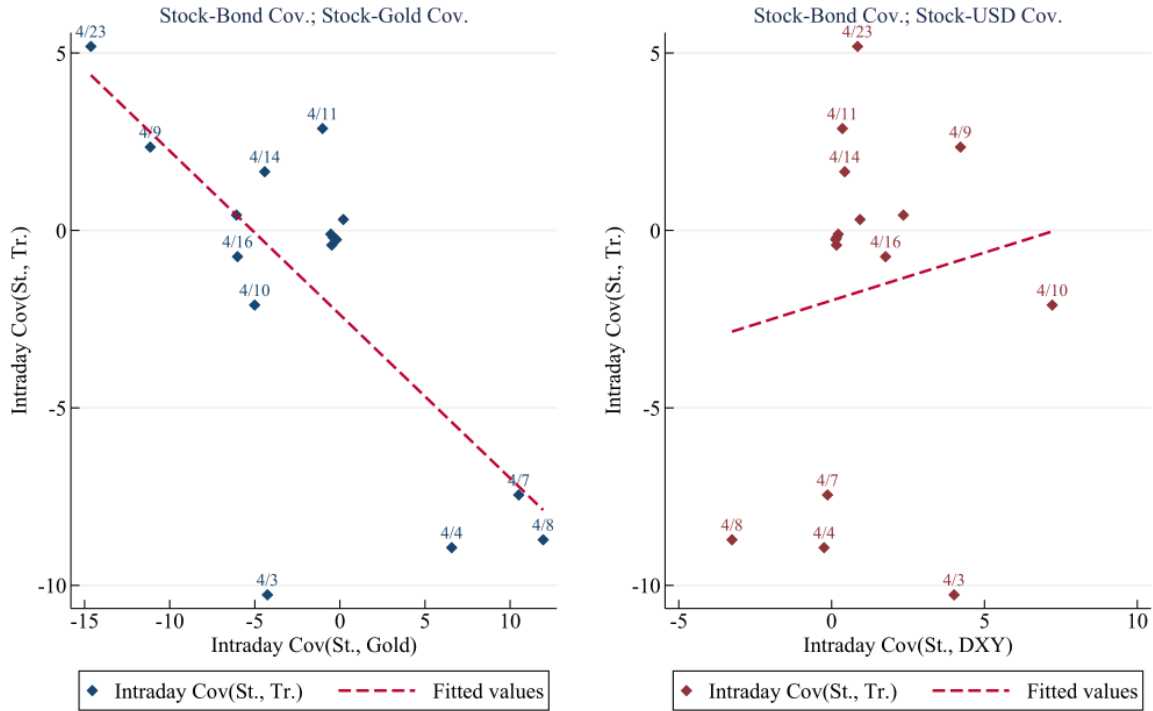 Stock-Bond Cov.; Stock-Gold Cov.
4/23
5
4/11
4/9
4/14
0
4/16
4/10
-5
4/7
4/8
4/4
4/3
-10
Intraday Cov(St., Tr.)
-15 -10 -5 0 5 10
Intraday Cov(St., Gold)
Intraday Cov(St., Tr.) Fitted values
Stock-Bond Cov.; Stock-USD Cov.
4/23
5
4/11
4/9
4/14
0
4/16
4/10
-5
4/7
4/8
4/4
4/3
-10
Intraday Cov(St., Tr.)
-5 0 5 10
Intraday Cov(St., DXY)
Intraday Cov(St., Tr.) Fitted values